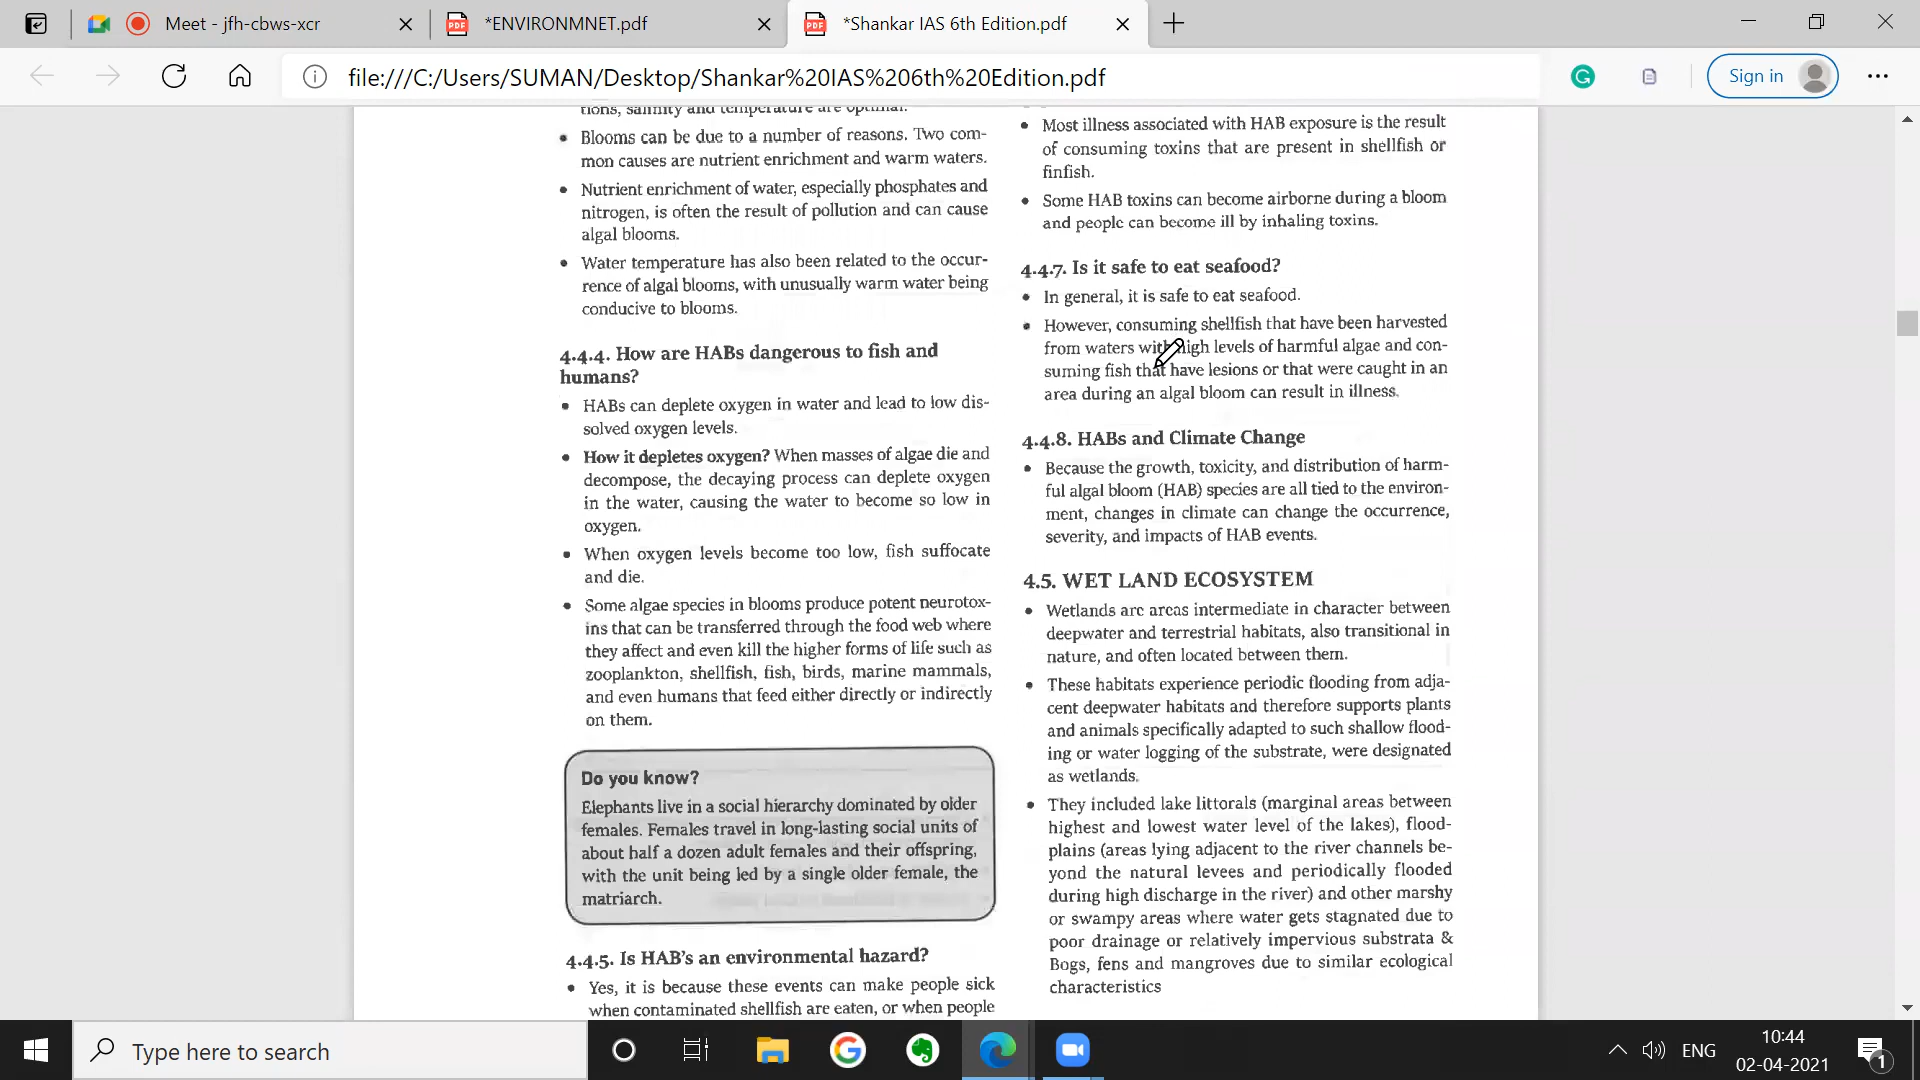 Meet - jfh-cbws-xcr
*ENVIRONMNET.pdf
*Shankar IAS 6th Edition.pdf
file:///C:/Users/SUMAN/Desktop/Shankar%20IAS%206th%20Edition.pdf
Sign in
tions, salinity and temperature are optimal.
Blooms can be due to a number of reasons. Two com-
mon causes are nutrient enrichment and warm waters.
Nutrient enrichment of water, especially phosphates and
nitrogen, is often the result of pollution and can cause
algal blooms.
Water temperature has also been related to the occur-
rence of algal blooms, with unusually warm water being
conducive to blooms.
4.4.4. How are HABs dangerous to fish and
humans?
HABs can deplete oxygen in water and lead to low dis-
solved oxygen levels.
How it depletes oxygen? When masses of algae die and
decompose, the decaying process can deplete oxygen
in the water, causing the water to become so low in
oxygen.
When oxygen levels become too low, fish suffocate
and die.
Some algae species in blooms produce potent neurotox-
ins that can be transferred through the food web where
they affect and even kill the higher forms of life such as
zooplankton, shellfish, fish, birds, marine mammals,
and even humans that feed either directly or indirectly
on them.
Do you know?
Elephants live in a social hierarchy dominated by older
females. Females travel in long-lasting social units of
about half a dozen adult females and their offspring,
with the unit being led by a single older female, the
matriarch.
4.4.5. Is HAB's an environmental hazard?
Yes, it is because these events can make people sick
when contaminated shellfish are eaten, or when people
Most illness associated with HAB exposure is the result
of consuming toxins that are present in shellfish or
finfish.
Some HAB toxins can become airborne during a bloom
and people can become ill by inhaling toxins.
4.4.7. Is it safe to eat seafood?
In general, it is safe to eat seafood.
However, consuming shellfish that have been harvested
from waters with high levels of harmful algae and con-
suming fish that have lesions or that were caught in an
area during an algal bloom can result in illness.
4.4.8. HABs and Climate Change
Because the growth, toxicity, and distribution of harm-
ful algal bloom (HAB) species are all tied to the environ-
ment, changes in climate can change the occurrence,
severity, and impacts of HAB events.
4.5. WET LAND ECOSYSTEM
Wetlands are areas intermediate in character between
deepwater and terrestrial habitats, also transitional in
nature, and often located between them.
These habitats experience periodic flooding from adja-
cent deepwater habitats and therefore supports plants
and animals specifically adapted to such shallow flood-
ing or water logging of the substrate, were designated
as wetlands.
They included lake littorals (marginal areas between
highest and lowest water level of the lakes), flood-
plains (areas lying adjacent to the river channels be-
yond the natural levees and periodically flooded
during high discharge in the river) and other marshy
or swampy areas where water gets stagnated due to
poor drainage or relatively impervious substrata &
Bogs, fens and mangroves due to similar ecological
characteristics
Type here to search
ENG
10:44
02-04-2021
1